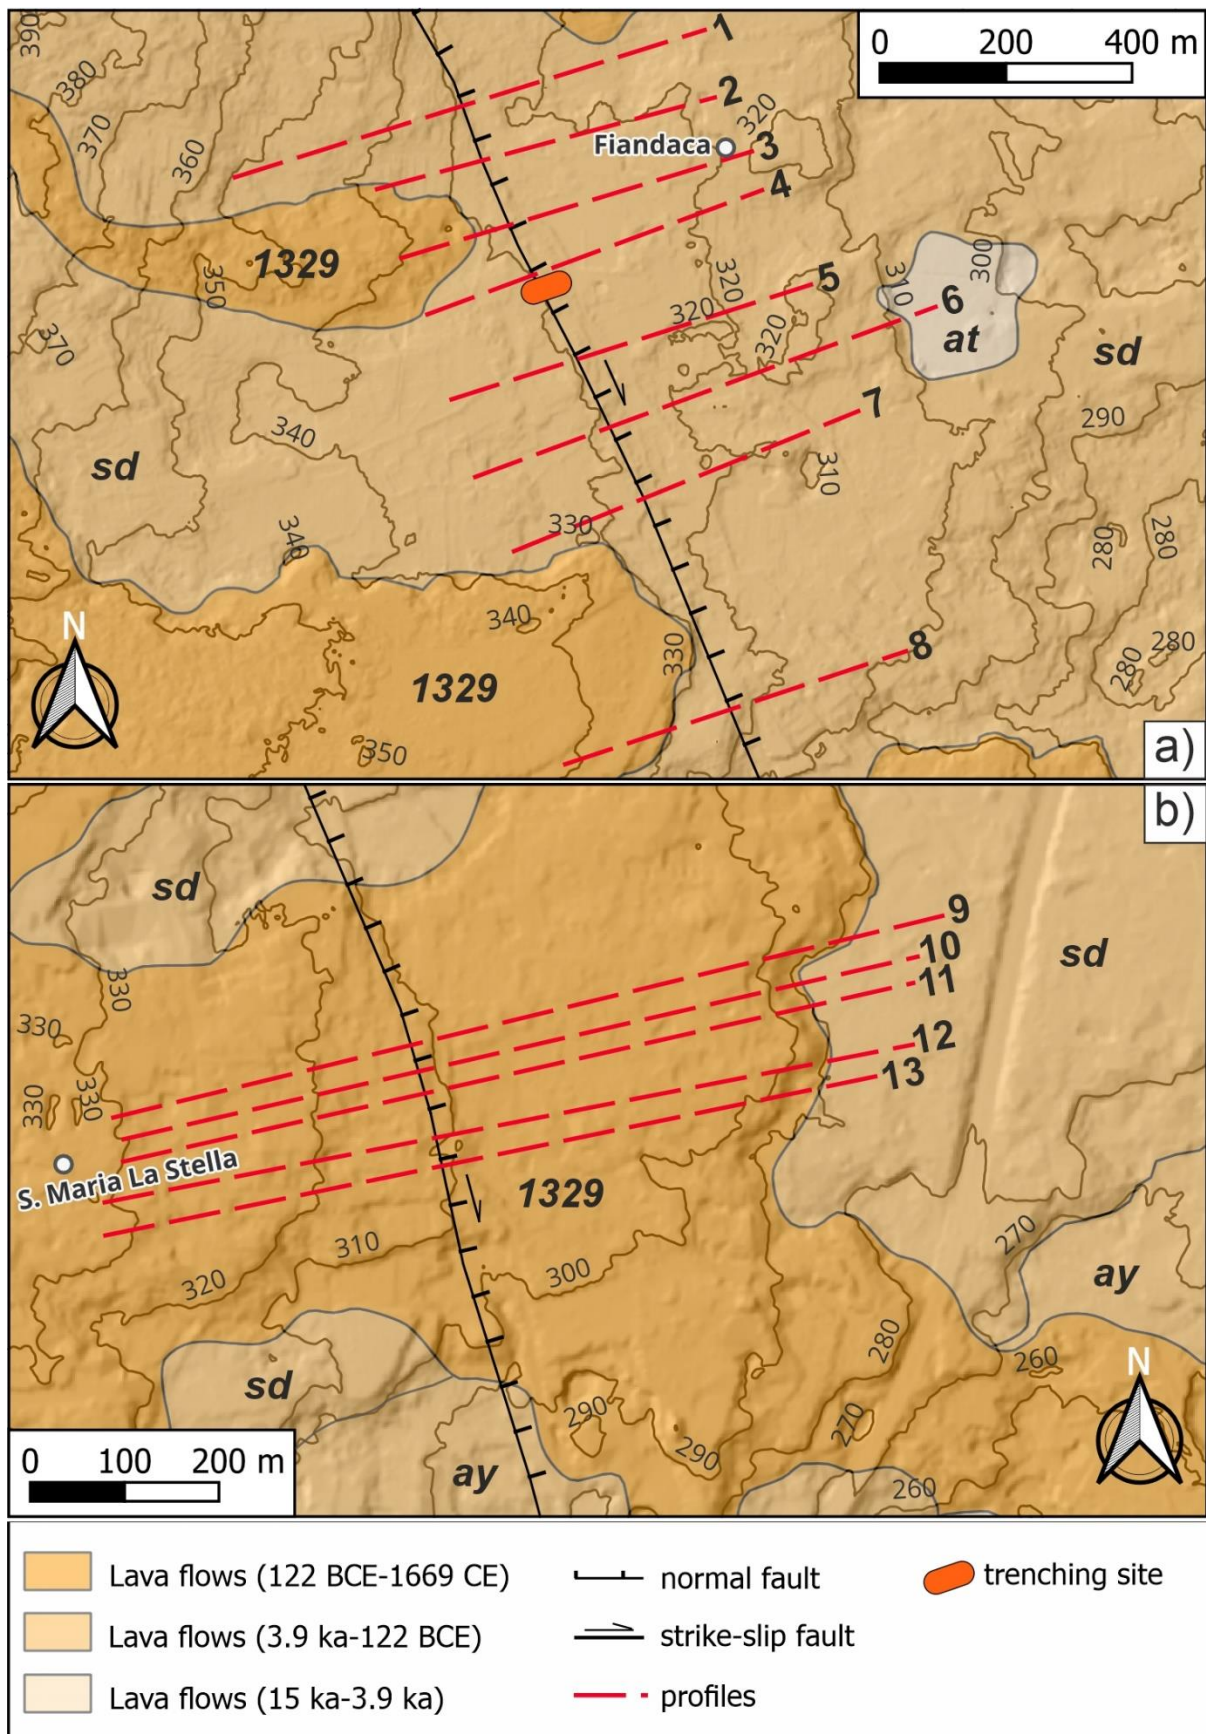 390
380
370
360
1
2
320
3
4
Fiandaca
0 200 400 m
1329
350
370
310
300
5
6
320
320
320
at
sd
7
290
340
sd
310
330
340
280
280
340
330
8
280
280
1329
350
N
a)
b)
sd
9
10
11
sd
330
330
330
330
12
13
S. Maria La Stella
1329
310
300
320
270
ay
280
260
N
sd
290
270
290
ay
260
0 100 200 m
Lava flows (122 BCE-1669 CE)
Lava flows (3.9 ka-122 BCE)
Lava flows (15 ka-3.9 ka)
normal fault
strike-slip fault
profiles
trenching site